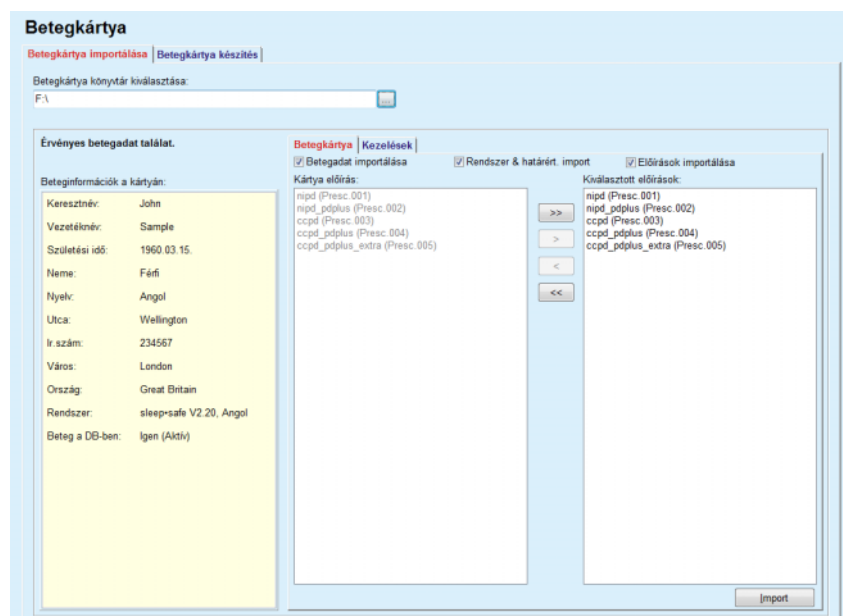 Betegkártya
Betegkártya importálása Betegkártya készítés
Betegkártya könyvtár kiválasztása:
F:\
...
Érvényes betegadat találat.
Beteginformációk a kártyán:
Keresztnév: John
Vezetéknév: Sample
Születési idő: 1960.03.15.
Neme: Férfi
Nyelv: Angol
Utca: Wellington
Ir.szám: 234567
Város: London
Ország: Great Britain
Rendszer: sleep•safe V2.20, Angol
Beteg a DB-ben: Igen (Aktív)
Betegkártya Kezelések
Betegadat importálása Rendszer & határért. import Előírások importálása
Kártya előírás:
nipd (Presc.001)
nipd_pdplus (Presc.002)
ccpd (Presc.003)
ccpd_pdplus (Presc.004)
ccpd_pdplus_extra (Presc.005)
>>
>
<
<<
Kiválasztott előírások:
nipd (Presc.001)
nipd_pdplus (Presc.002)
ccpd (Presc.003)
ccpd_pdplus (Presc.004)
ccpd_pdplus_extra (Presc.005)
Import